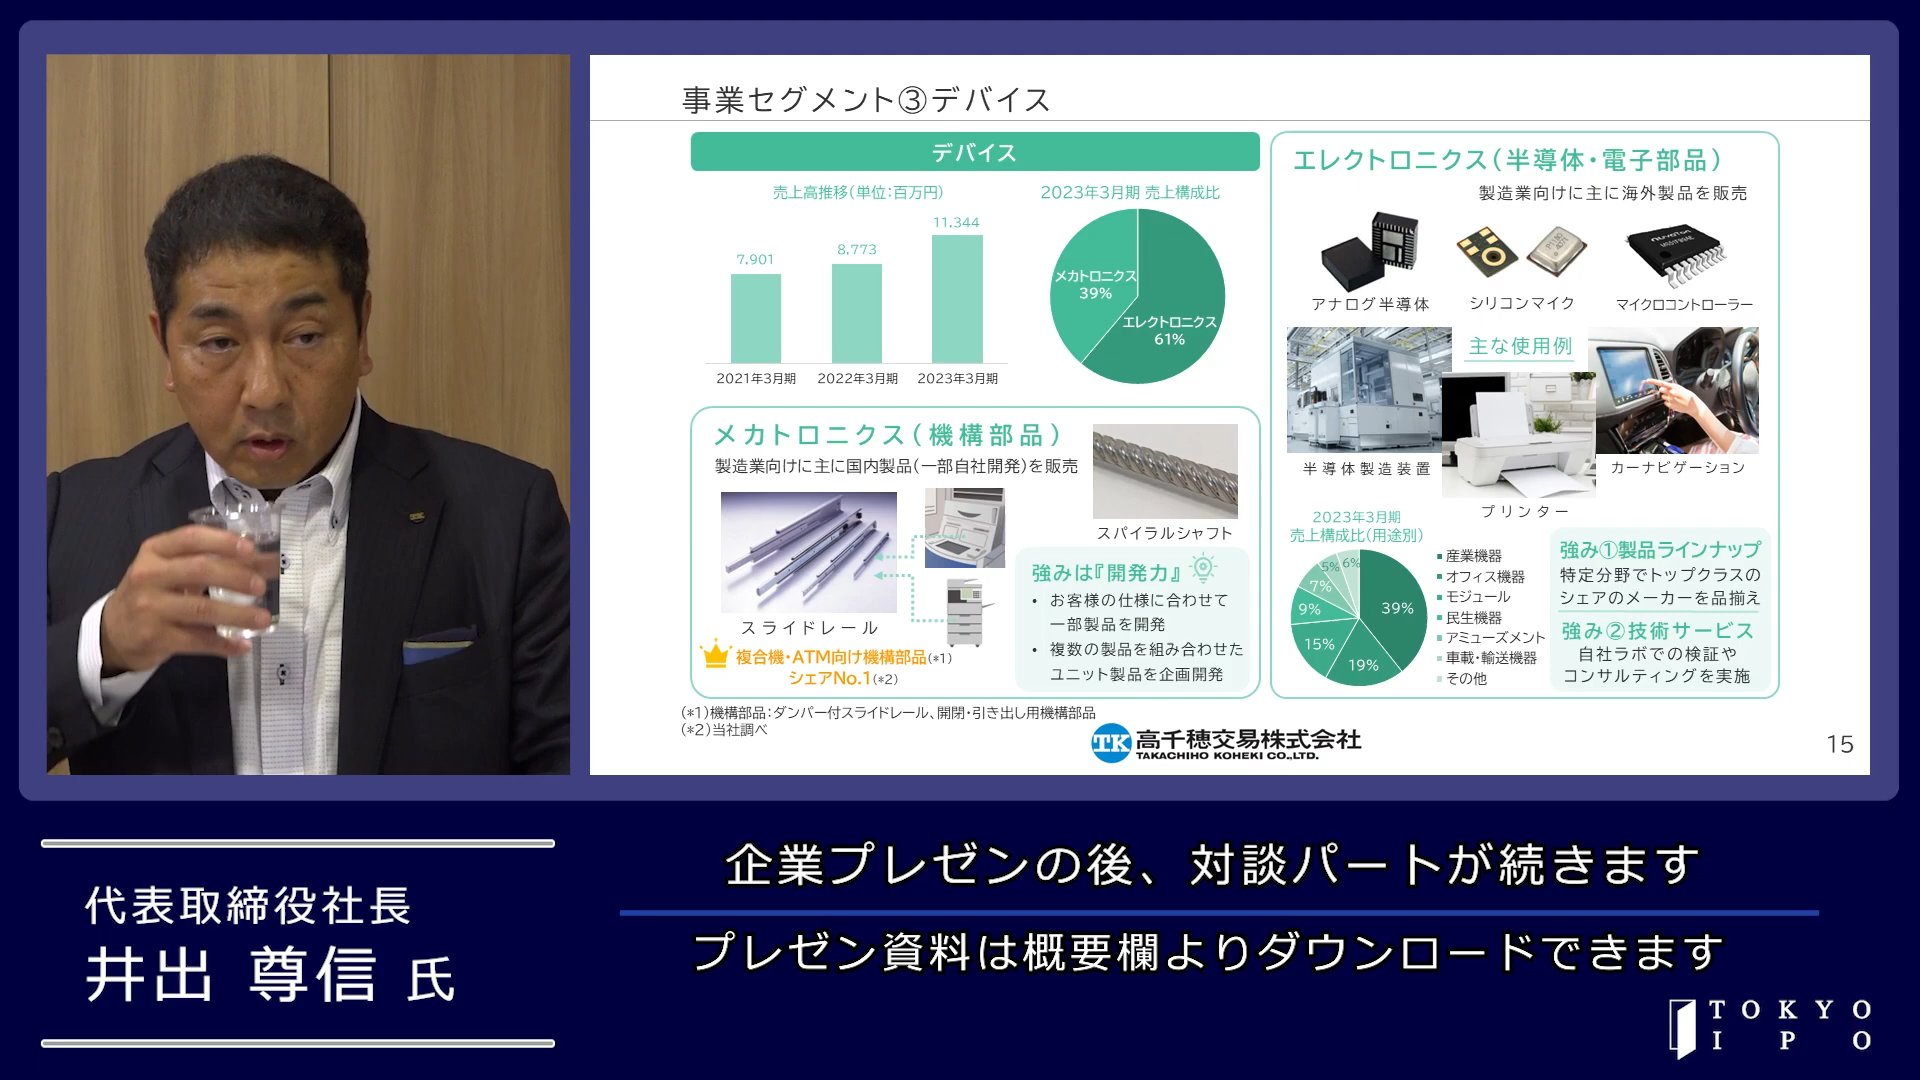 事業セグメント③デバイス
デバイス
売上高推移(単位:百万円)
7,901
8,773
11,344
2021年3月期
2022年3月期
2023年3月期
2023年3月期 売上構成比
メカトロニクス
39%
エレクトロニクス
61%
メカトロニクス(機構部品)
製造業向けに主に国内製品(一部自社開発)を販売
スライドレール
スパイラルシャフト
複合機・ATM向け機構部品(*1)
シェアNo.1(*2)
強みは『開発力』
• お客様の仕様に合わせて
一部製品を開発
• 複数の製品を組み合わせた
ユニット製品を企画開発
エレクトロニクス(半導体・電子部品)
製造業向けに主に海外製品を販売
アナログ半導体
シリコンマイク
マイクロコントローラー
主な使用例
半導体製造装置
プリンター
カーナビゲーション
2023年3月期
売上構成比(用途別)
39%
19%
15%
9%
7%
5%
6%
産業機器
オフィス機器
モジュール
民生機器
アミューズメント
車載・輸送機器
その他
強み①製品ラインナップ
特定分野でトップクラスの
シェアのメーカーを品揃え
強み②技術サービス
自社ラボでの検証や
コンサルティングを実施
(*1)機構部品:ダンパー付スライドレール、開閉・引き出し用機構部品
(*2)当社調べ
TK 高千穂交易株式会社
TAKACHIHO KOHEKI CO.,LTD.
15
代表取締役社長
井出 尊信 氏
企業プレゼンの後、対談パートが続きます
プレゼン資料は概要欄よりダウンロードできます
TOKYO
IPO